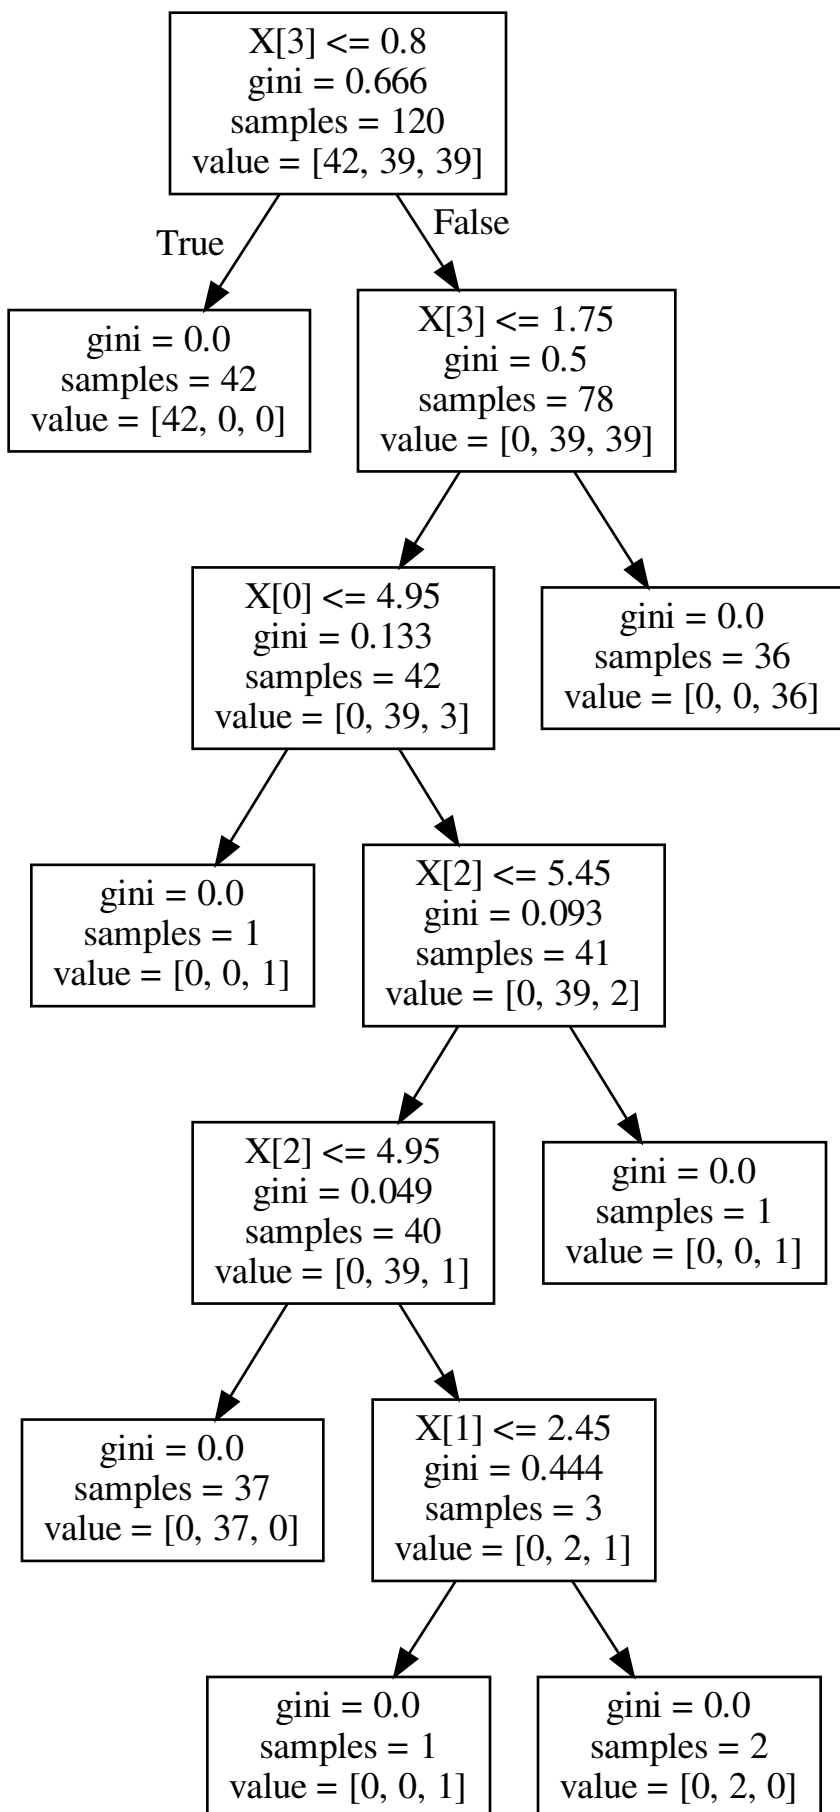 X[3] <= 0.8
gini = 0.666
samples = 120
value = [42, 39, 39]
True
False
gini = 0.0
samples = 42
value = [42, 0, 0]
X[3] <= 1.75
gini = 0.5
samples = 78
value = [0, 39, 39]
X[0] <= 4.95
gini = 0.133
samples = 42
value = [0, 39, 3]
gini = 0.0
samples = 36
value = [0, 0, 36]
gini = 0.0
samples = 1
value = [0, 0, 1]
X[2] <= 5.45
gini = 0.093
samples = 41
value = [0, 39, 2]
X[2] <= 4.95
gini = 0.049
samples = 40
value = [0, 39, 1]
gini = 0.0
samples = 1
value = [0, 0, 1]
gini = 0.0
samples = 37
value = [0, 37, 0]
X[1] <= 2.45
gini = 0.444
samples = 3
value = [0, 2, 1]
gini = 0.0
samples = 1
value = [0, 0, 1]
gini = 0.0
samples = 2
value = [0, 2, 0]